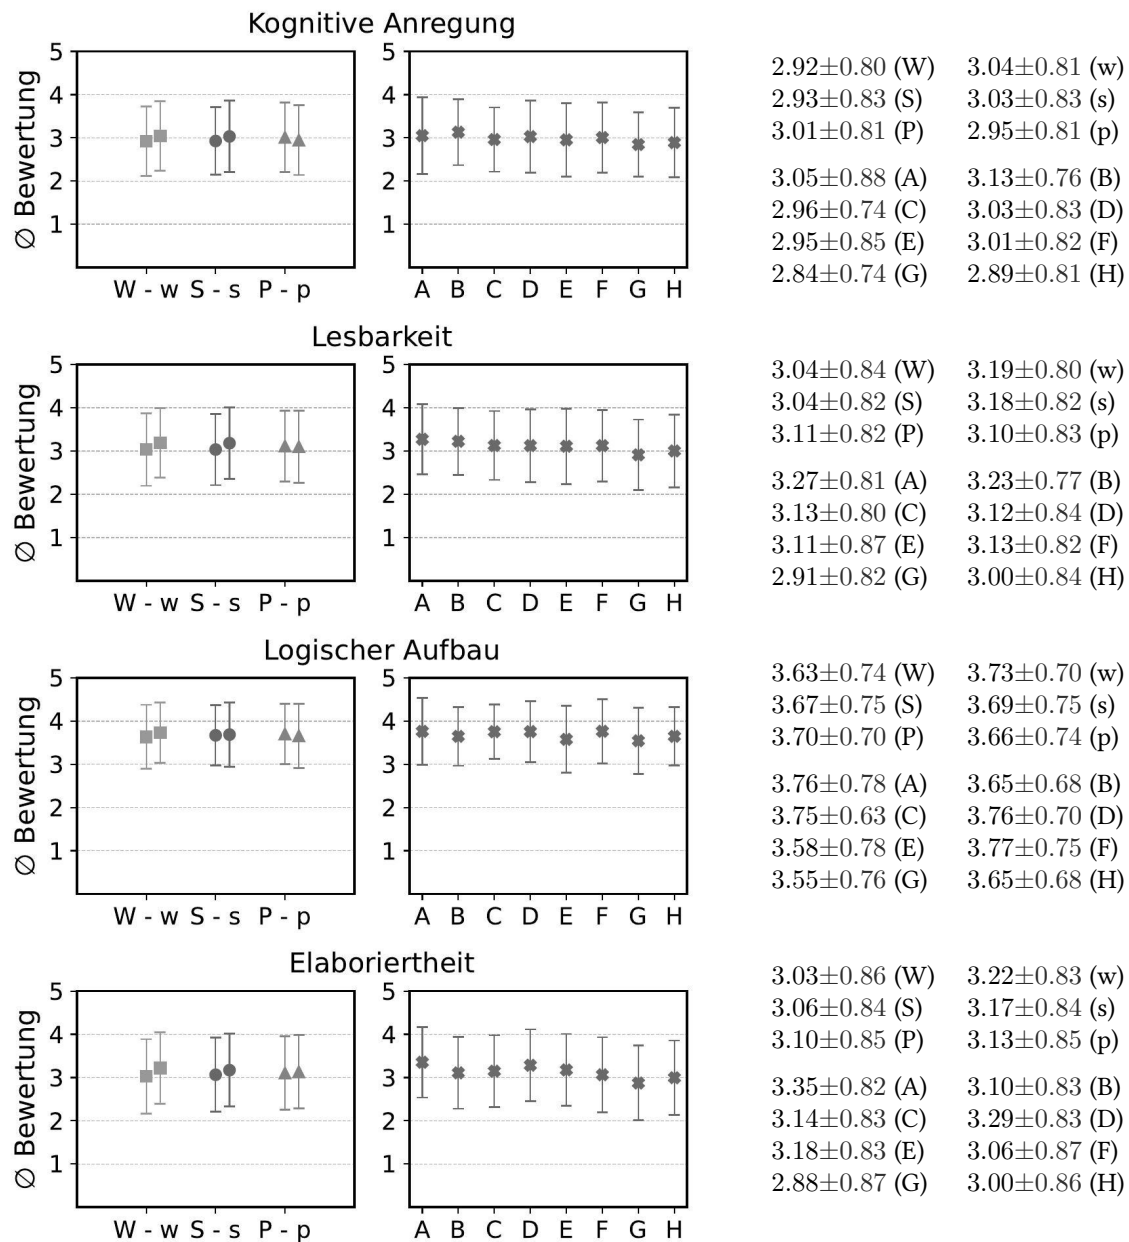 Kognitive Anregung
5
4
3
2
1
Ø Bewertung
W - w S - s P - p
5
4
3
2
1
A B C D E F G H
2.92±0.80 (W) 3.04±0.81 (w)
2.93±0.83 (S) 3.03±0.83 (s)
3.01±0.81 (P) 2.95±0.81 (p)
3.05±0.88 (A) 3.13±0.76 (B)
2.96±0.74 (C) 3.03±0.83 (D)
2.95±0.85 (E) 3.01±0.82 (F)
2.84±0.74 (G) 2.89±0.81 (H)
Lesbarkeit
5
4
3
2
1
Ø Bewertung
W - w S - s P - p
5
4
3
2
1
A B C D E F G H
3.04±0.84 (W) 3.19±0.80 (w)
3.04±0.82 (S) 3.18±0.82 (s)
3.11±0.82 (P) 3.10±0.83 (p)
3.27±0.81 (A) 3.23±0.77 (B)
3.13±0.80 (C) 3.12±0.84 (D)
3.11±0.87 (E) 3.13±0.82 (F)
2.91±0.82 (G) 3.00±0.84 (H)
Logischer Aufbau
5
4
3
2
1
Ø Bewertung
W - w S - s P - p
5
4
3
2
1
A B C D E F G H
3.63±0.74 (W) 3.73±0.70 (w)
3.67±0.75 (S) 3.69±0.75 (s)
3.70±0.70 (P) 3.66±0.74 (p)
3.76±0.78 (A) 3.65±0.68 (B)
3.75±0.63 (C) 3.76±0.70 (D)
3.58±0.78 (E) 3.77±0.75 (F)
3.55±0.76 (G) 3.65±0.68 (H)
Elaboriertheit
5
4
3
2
1
Ø Bewertung
W - w S - s P - p
5
4
3
2
1
A B C D E F G H
3.03±0.86 (W) 3.22±0.83 (w)
3.06±0.84 (S) 3.17±0.84 (s)
3.10±0.85 (P) 3.13±0.85 (p)
3.35±0.82 (A) 3.10±0.83 (B)
3.14±0.83 (C) 3.29±0.83 (D)
3.18±0.83 (E) 3.06±0.87 (F)
2.88±0.87 (G) 3.00±0.86 (H)